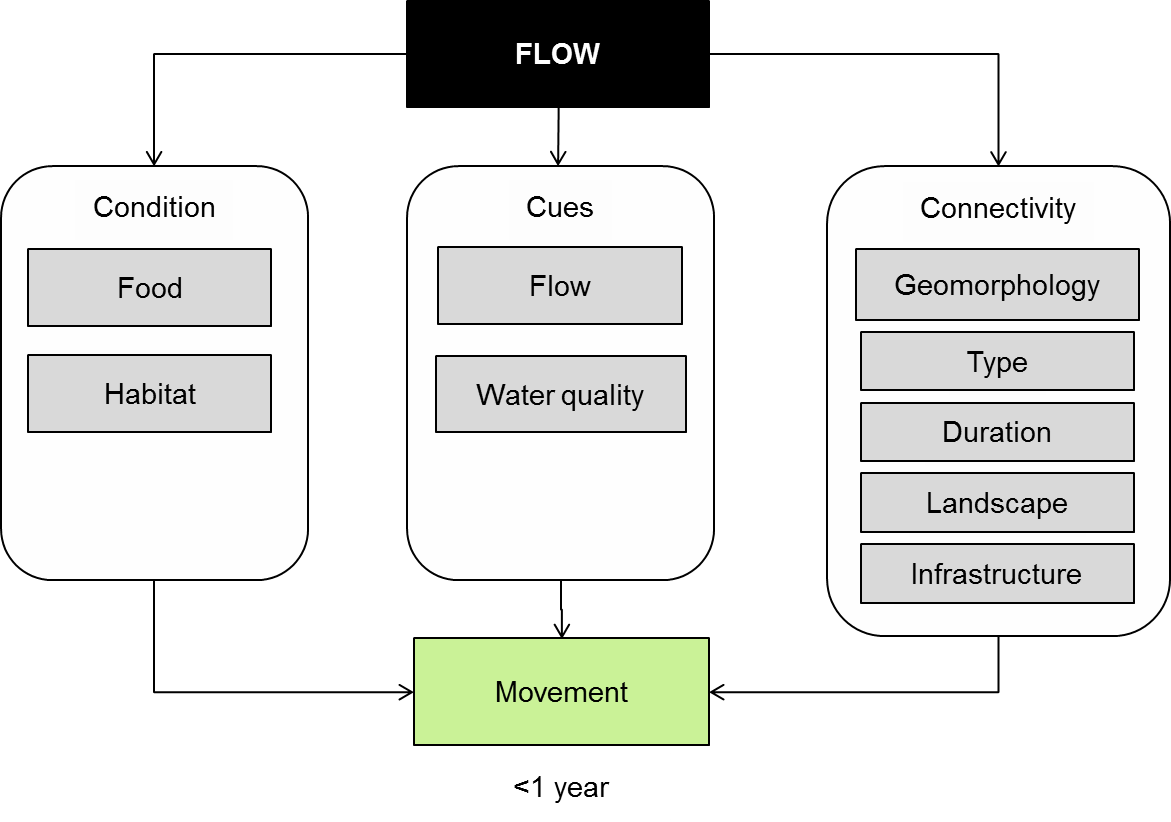 FLOW
Condition
Food
Habitat
Cues
Flow
Water quality
Connectivity
Geomorphology
Type
Duration
Landscape
Infrastructure
Movement
<1 year